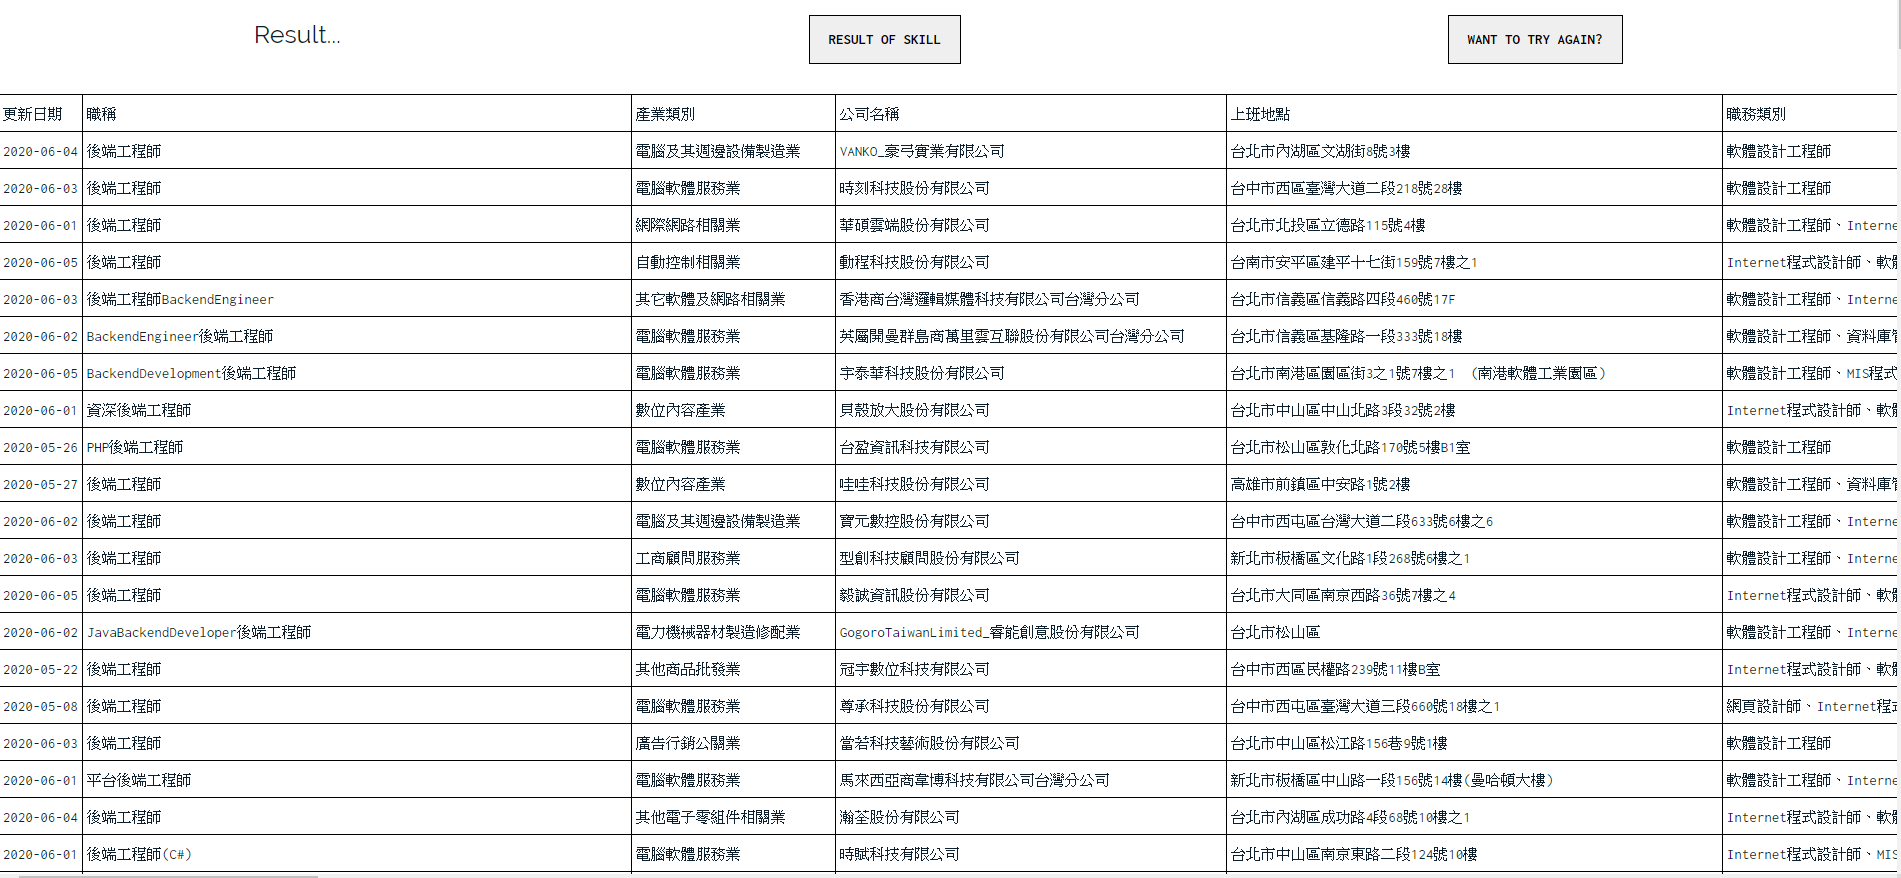 Result...
RESULT OF SKILL
WANT TO TRY AGAIN?
更新日期 職稱 產業類別 公司名稱 上班地點 職務類別
2020-06-04 後端工程師 電腦及其週邊設備製造業 VANKO_豪弓實業有限公司 台北市內湖區文湖街8號3樓 軟體設計工程師
2020-06-03 後端工程師 電腦軟體服務業 時刻科技股份有限公司 台中市西區臺灣大道二段218號28樓 軟體設計工程師
2020-06-01 後端工程師 網際網路相關業 華碩雲端股份有限公司 台北市北投區立德路115號4樓 軟體設計工程師、Interne
2020-06-05 後端工程師 自動控制相關業 動程科技股份有限公司 台南市安平區建平十七街159號7樓之1 Internet程式設計師、軟
2020-06-03 後端工程師BackendEngineer 其它軟體及網路相關業 香港商台灣邏輯媒體科技有限公司台灣分公司 台北市信義區信義路四段460號17F 軟體設計工程師、Interne
2020-06-02 BackendEngineer後端工程師 電腦軟體服務業 英屬開曼群島商萬里雲互聯股份有限公司台灣分公司 台北市信義區基隆路一段333號18樓 軟體設計工程師、資料庫
2020-06-05 BackendDevelopment後端工程師 電腦軟體服務業 宇泰華科技股份有限公司 台北市南港區園區街3之1號7樓之1 （南港軟體工業園區） 軟體設計工程師、MIS程式
2020-06-01 資深後端工程師 數位內容產業 貝殼放大股份有限公司 台北市中山區中山北路3段32號2樓 Internet程式設計師、軟
2020-05-26 PHP後端工程師 電腦軟體服務業 台盈資訊科技有限公司 台北市松山區敦化北路170號5樓B1室 軟體設計工程師
2020-05-27 後端工程師 數位內容產業 哇哇科技股份有限公司 高雄市前鎮區中安路1號2樓 軟體設計工程師、資料庫
2020-06-02 後端工程師 電腦及其週邊設備製造業 寶元數控股份有限公司 台中市西屯區台灣大道二段633號6樓之6 軟體設計工程師、Interne
2020-06-03 後端工程師 工商顧問服務業 型創科技顧問股份有限公司 新北市板橋區文化路1段268號6樓之1 軟體設計工程師、Interne
2020-06-05 後端工程師 電腦軟體服務業 毅誠資訊股份有限公司 台北市大同區南京西路36號7樓之4 Internet程式設計師、軟
2020-06-02 JavaBackendDeveloper後端工程師 電力機械器材製造修配業 GogoroTaiwanLimited_睿能創意股份有限公司 台北市松山區 軟體設計工程師、Interne
2020-05-22 後端工程師 其他商品批發業 冠宇數位科技有限公司 台中市西區民權路239號11樓B室 Internet程式設計師、軟
2020-05-08 後端工程師 電腦軟體服務業 尊承科技股份有限公司 台中市西屯區臺灣大道三段660號18樓之1 網頁設計師、Internet程式
2020-06-03 後端工程師 廣告行銷公關業 當若科技藝術股份有限公司 台北市中山區松江路156巷9號1樓 軟體設計工程師
2020-06-01 平台後端工程師 電腦軟體服務業 馬來西亞商韋博科技有限公司台灣分公司 新北市板橋區中山路一段156號14樓(曼哈頓大樓) 軟體設計工程師、Interne
2020-06-04 後端工程師 其他電子零組件相關業 瀚荃股份有限公司 台北市內湖區成功路4段68號10樓之1 Internet程式設計師、軟
2020-06-01 後端工程師(C#) 電腦軟體服務業 時賦科技有限公司 台北市中山區南京東路二段124號10樓 Internet程式設計師、MIS